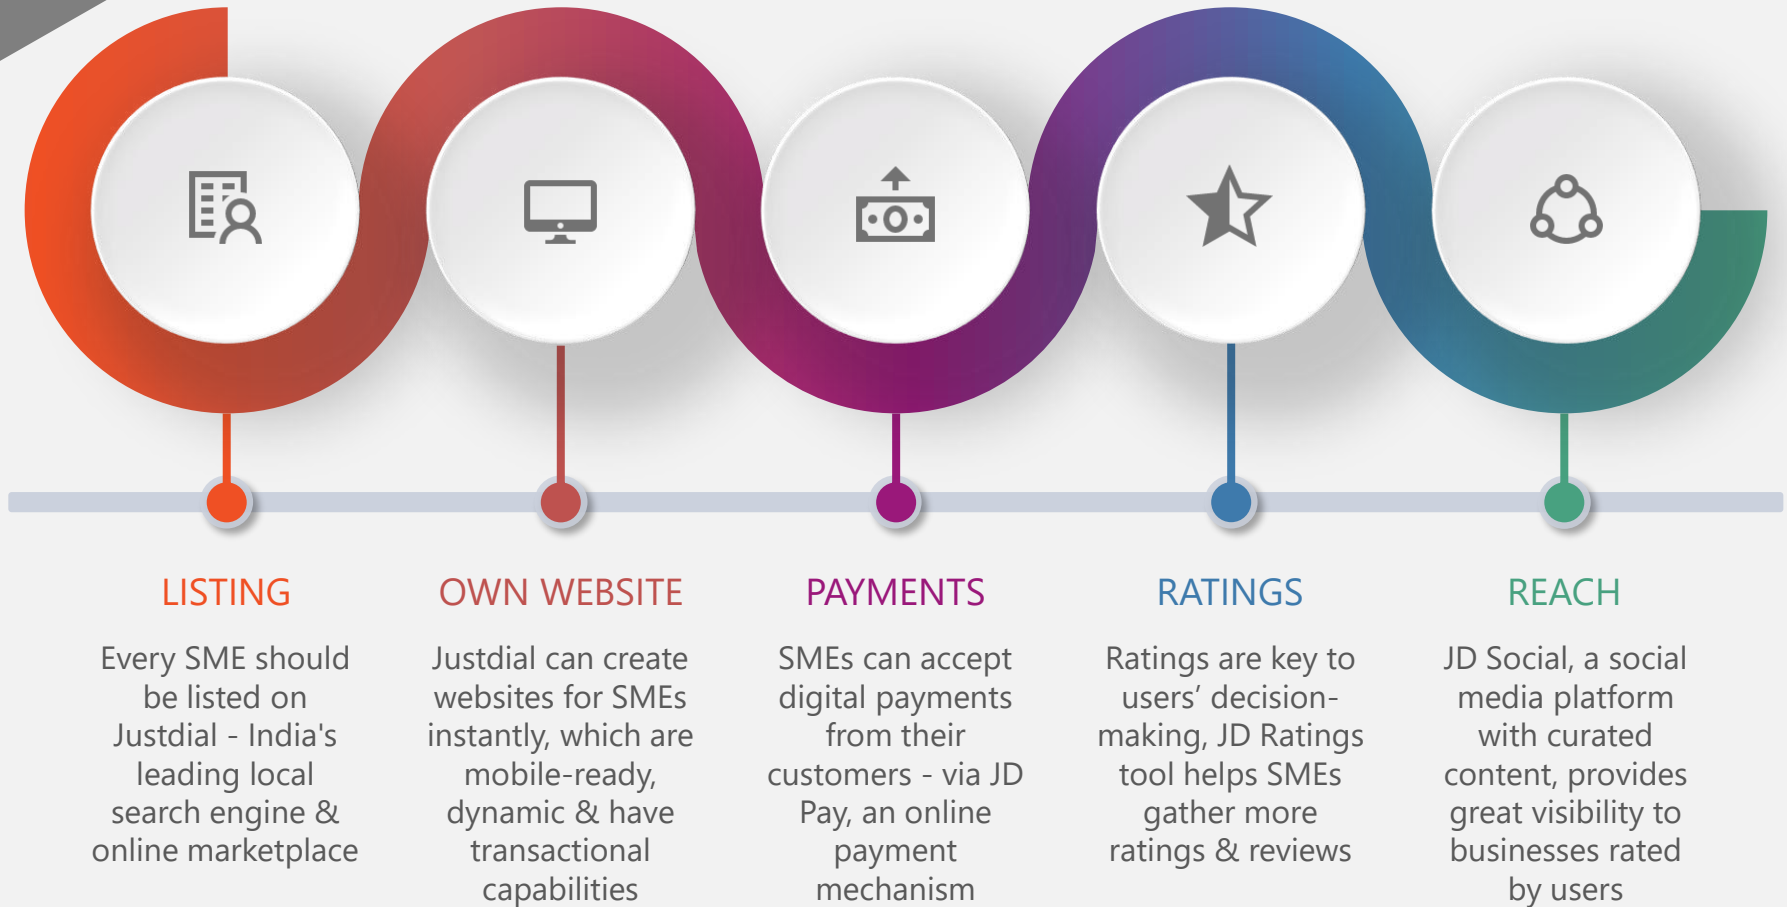 LISTING
Every SME should
be listed on
Justdial - India's
leading local
search engine &
online marketplace
OWN WEBSITE
Justdial can create
websites for SMEs
instantly, which are
mobile-ready,
dynamic & have
transactional
capabilities
PAYMENTS
SMEs can accept
digital payments
from their
customers - via JD
Pay, an online
payment
mechanism
RATINGS
Ratings are key to
users’ decision-
making, JD Ratings
tool helps SMEs
gather more
ratings & reviews
REACH
JD Social, a social
media platform
with curated
content, provides
great visibility to
businesses rated
by users